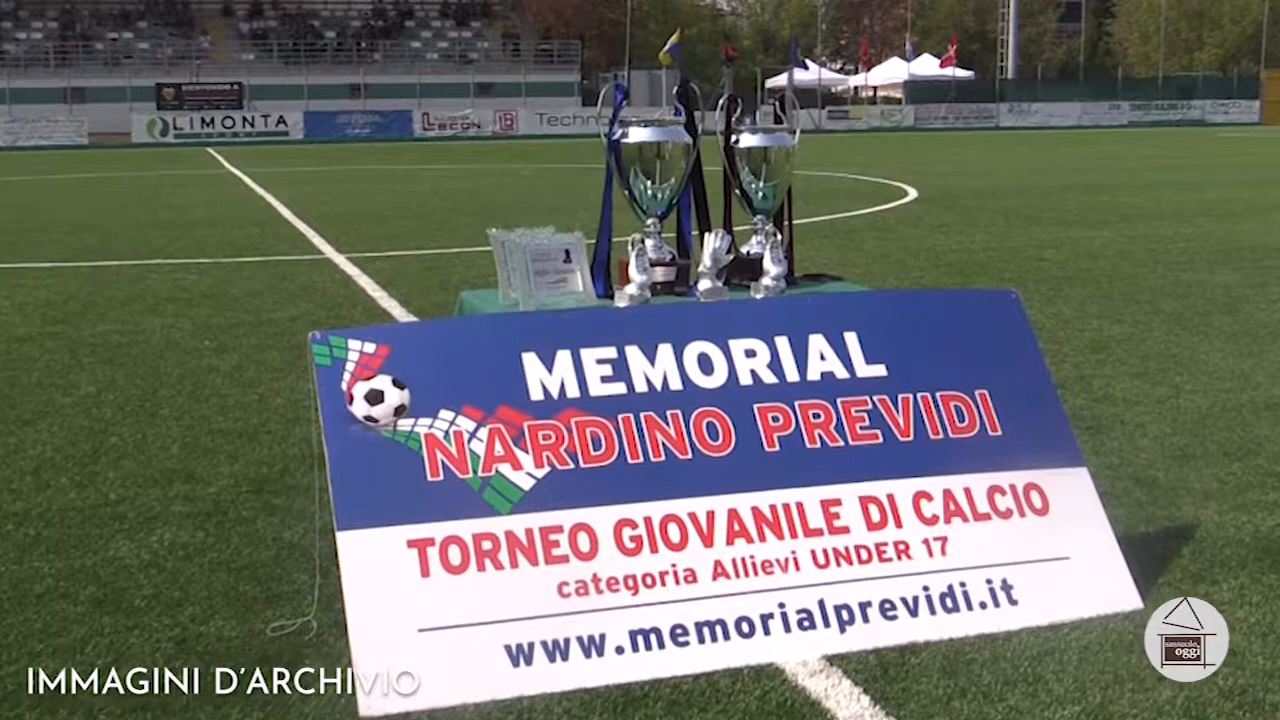 BENVENUTO A
LIMONTA
MEMORIAL
NARDINO PREVIDI
TORNEO GIOVANILE DI CALCIO
categoria Allievi UNDER 17
www.memorialprevidi.it
IMMAGINI D'ARCHIVIO
sassuolo
oggi